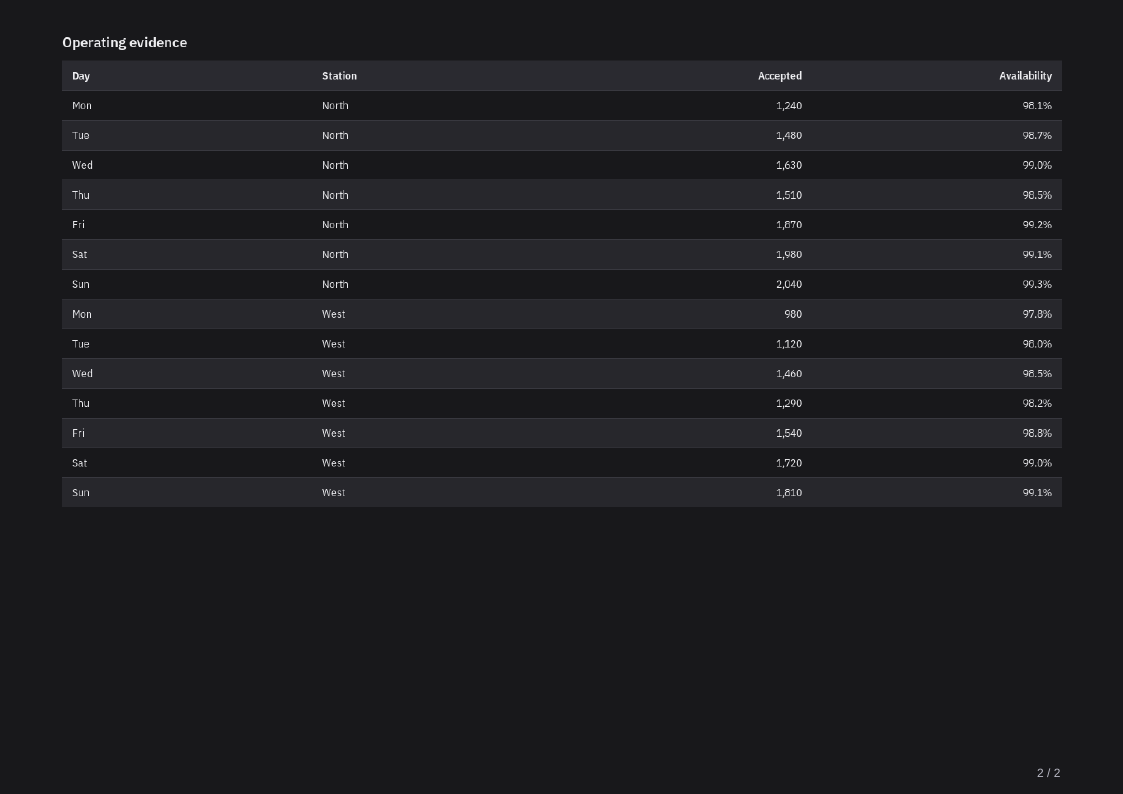 Operating evidence
Day Station Accepted Availability
Mon North 1,240 98.1%
Tue North 1,480 98.7%
Wed North 1,630 99.0%
Thu North 1,510 98.5%
Fri North 1,870 99.2%
Sat North 1,980 99.1%
Sun North 2,040 99.3%
Mon West 980 97.8%
Tue West 1,120 98.0%
Wed West 1,460 98.5%
Thu West 1,290 98.2%
Fri West 1,540 98.8%
Sat West 1,720 99.0%
Sun West 1,810 99.1%
2 / 2